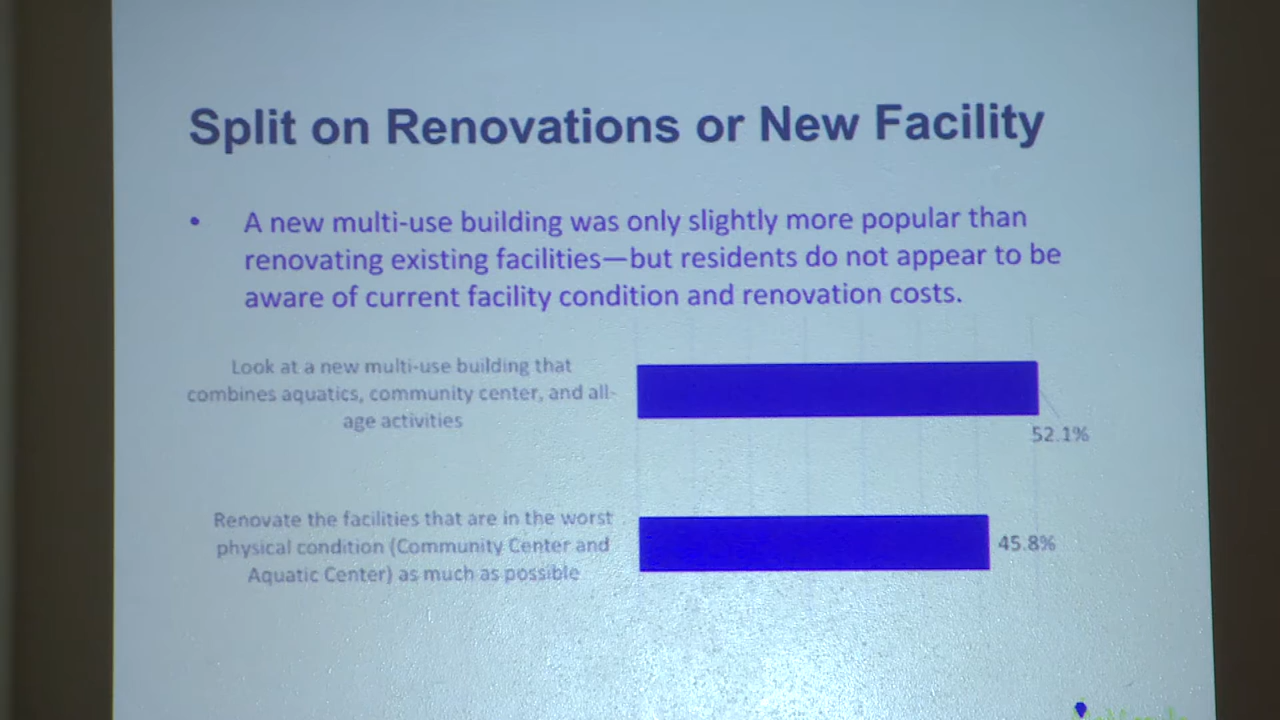 Split on Renovations or New Facility
• A new multi-use building was only slightly more popular than
renovating existing facilities—but residents do not appear to be
aware of current facility condition and renovation costs.
Look at a new multi-use building that
combines aquatics, community center, and all-
age activities
52.1%
Renovate the facilities that are in the worst
physical condition (Community Center and
Aquatic Center) as much as possible
45.8%